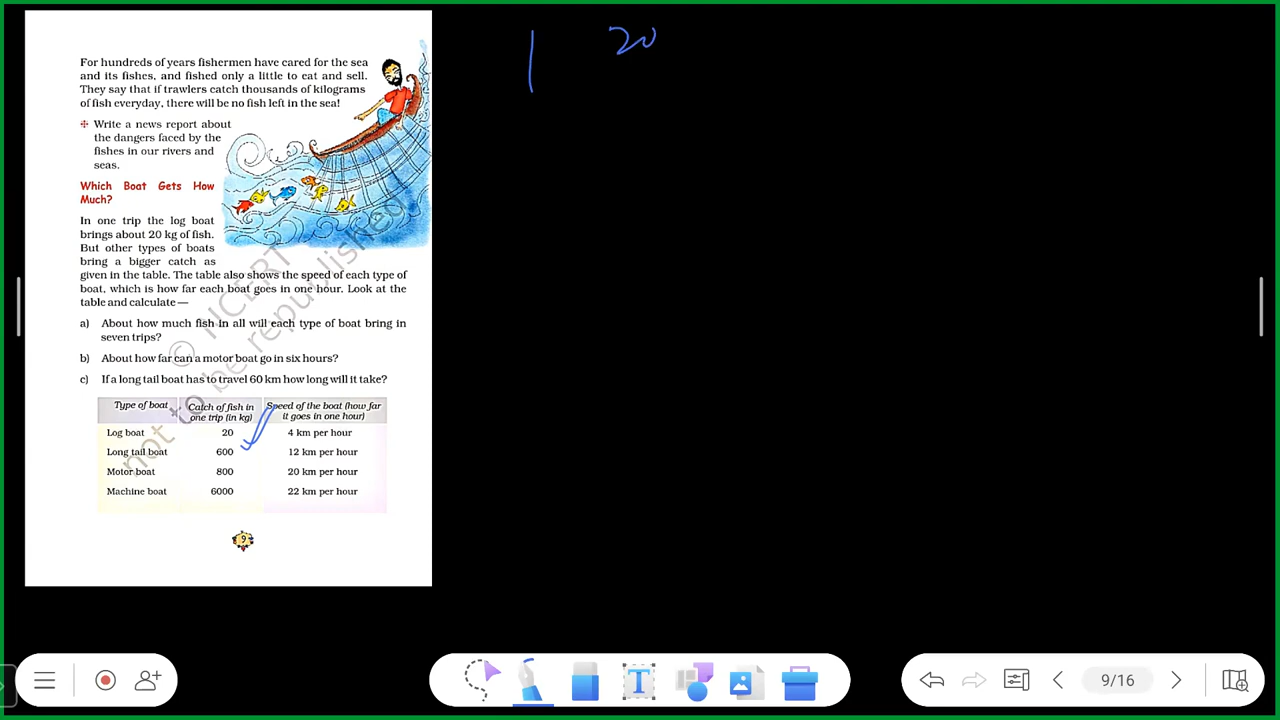 For hundreds of years fishermen have cared for the sea
and its fishes, and fished only a little to eat and sell.
They say that if trawlers catch thousands of kilograms
of fish everyday, there will be no fish left in the sea!
✤ Write a news report about
the dangers faced by the
fishes in our rivers and
seas.
Which Boat Gets How
Much?
In one trip the log boat
brings about 20 kg of fish.
But other types of boats
bring a bigger catch as
given in the table. The table also shows the speed of each type of
boat, which is how far each boat goes in one hour. Look at the
table and calculate—
a) About how much fish in all will each type of boat bring in
seven trips?
b) About how far can a motor boat go in six hours?
c) If a long tail boat has to travel 60 km how long will it take?
Type of boat Catch of fish in one trip (in kg) Speed of the boat (how far it goes in one hour)
Log boat 20 4 km per hour
Long tail boat 600 12 km per hour
Motor boat 800 20 km per hour
Machine boat 6000 22 km per hour
9
© NCERT
not to be republished
1 20
T
9/16